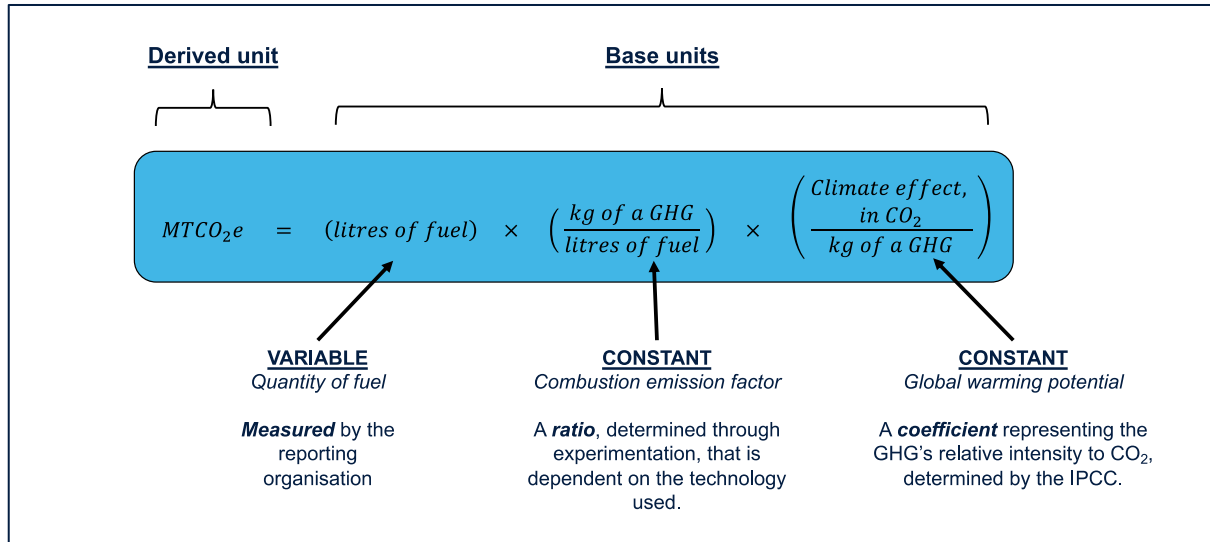 Derived unit
Base units
MTCO₂e = (litres of fuel) × (kg of a GHG / litres of fuel) × (Climate effect, in CO₂ / kg of a GHG)
VARIABLE
Quantity of fuel
Measured by the
reporting
organisation
CONSTANT
Combustion emission factor
A ratio, determined through
experimentation, that is
dependent on the technology
used.
CONSTANT
Global warming potential
A coefficient representing the
GHG’s relative intensity to CO₂,
determined by the IPCC.